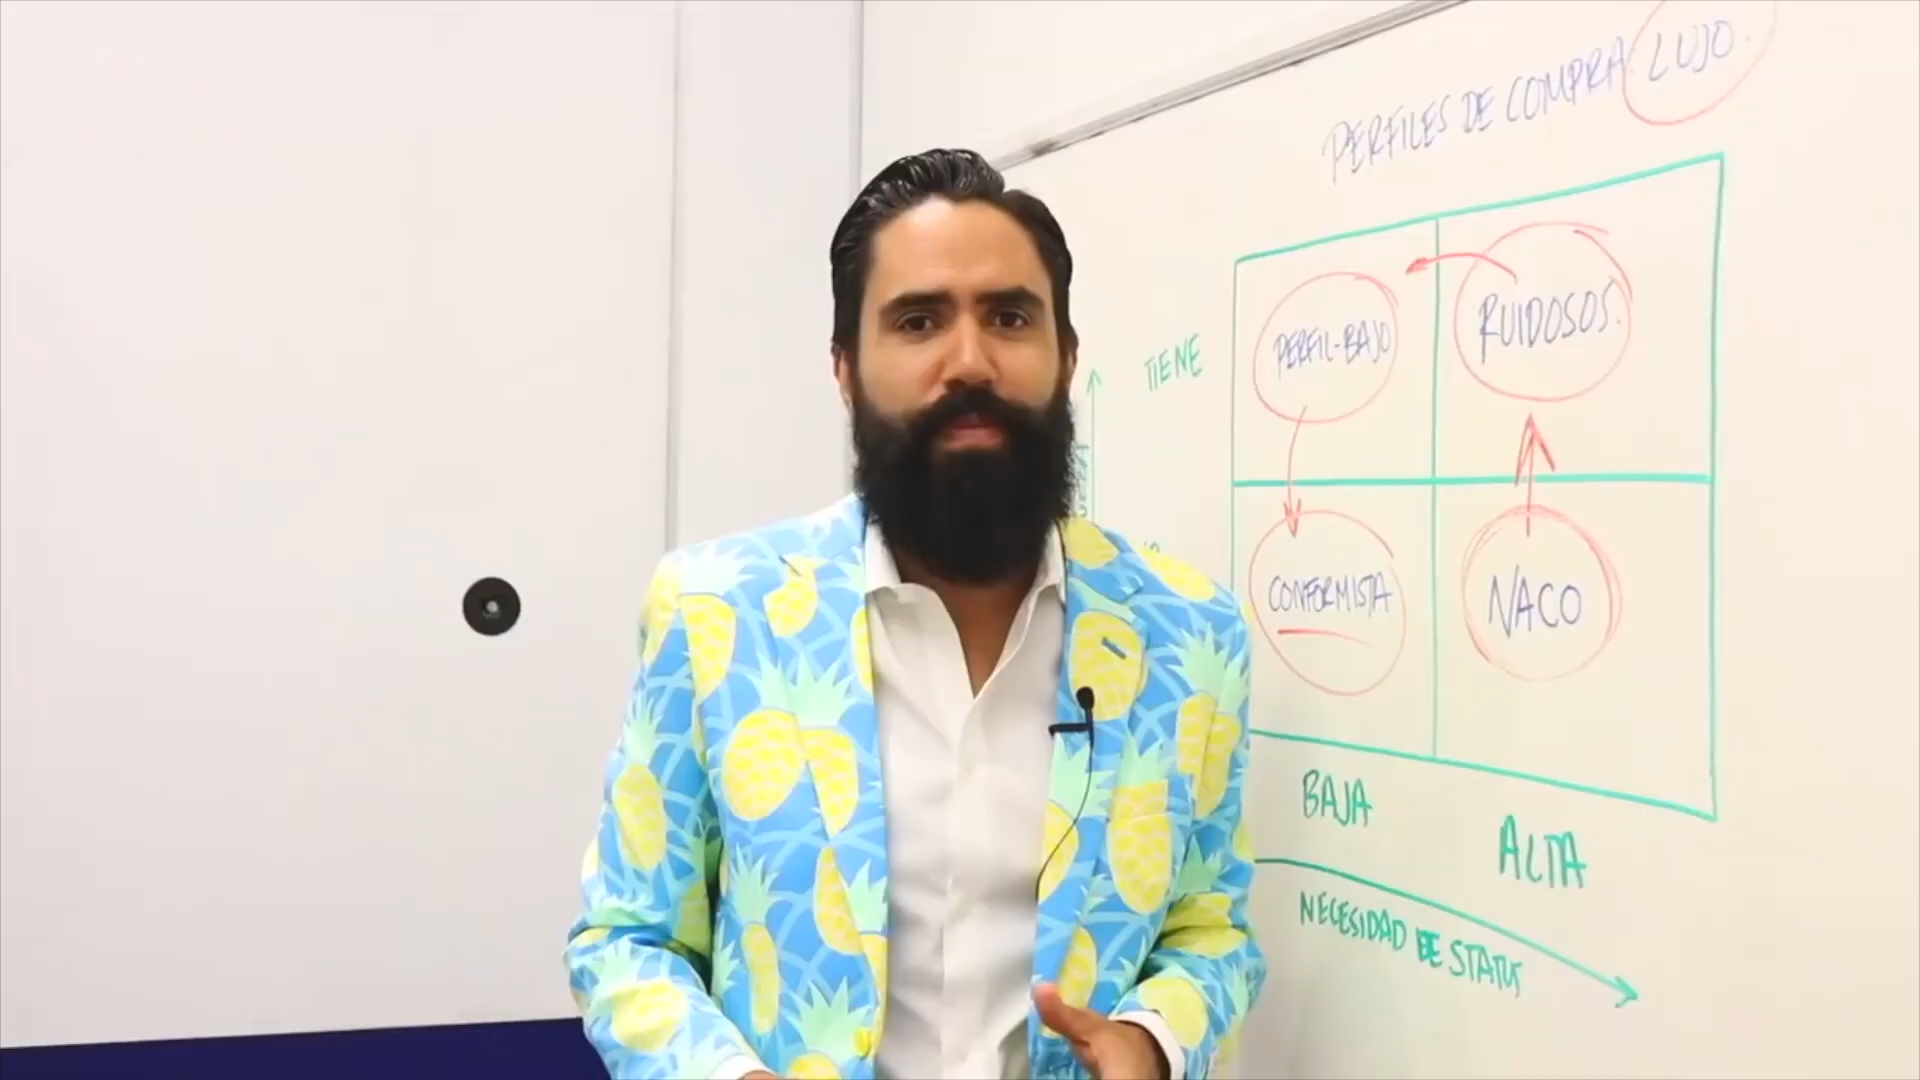 PERFILES DE COMPRA LUJO.
TIENE
PERFIL-BAJO
RUIDOSOS.
CONFORMISTA
NACO
BAJA
ALTA
NECESIDAD DE STATUS